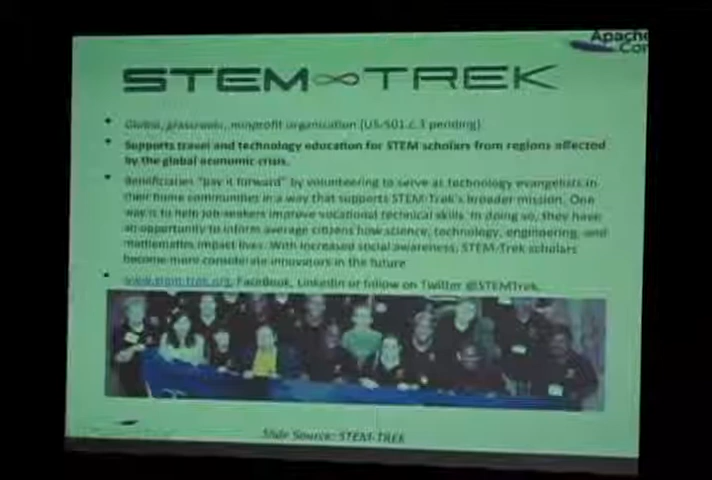 Apache
Con
STEM∞TREK
• Global, grassroots, nonprofit organization (US-501.c.3 pending)
• Supports travel and technology education for STEM scholars from regions affected
by the global economic crisis.
• Beneficiaries "pay it forward" by volunteering to serve as technology evangelists in
their home communities in a way that supports STEM-Trek's broader mission. One
way is to help job-seekers improve vocational technical skills. In doing so, they have
an opportunity to inform average citizens how science, technology, engineering, and
mathematics impact lives. With increased social awareness, STEM-Trek scholars
become more considerate innovators in the future
• www.stem-trek.org, FaceBook, LinkedIn or follow on Twitter @STEMTrek.
Slide Source: STEM-TREK